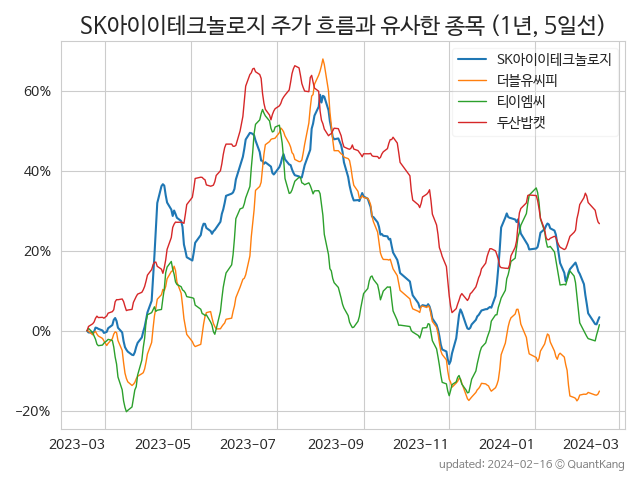 SK아이이테크놀로지 주가 흐름과 유사한 종목 (1년, 5일선)
SK아이이테크놀로지
더블유씨피
티이엠씨
두산밥캣
60%
40%
20%
0%
−20%
2023-03 2023-05 2023-07 2023-09 2023-11 2024-01 2024-03
updated: 2024-02-16 © QuantKang